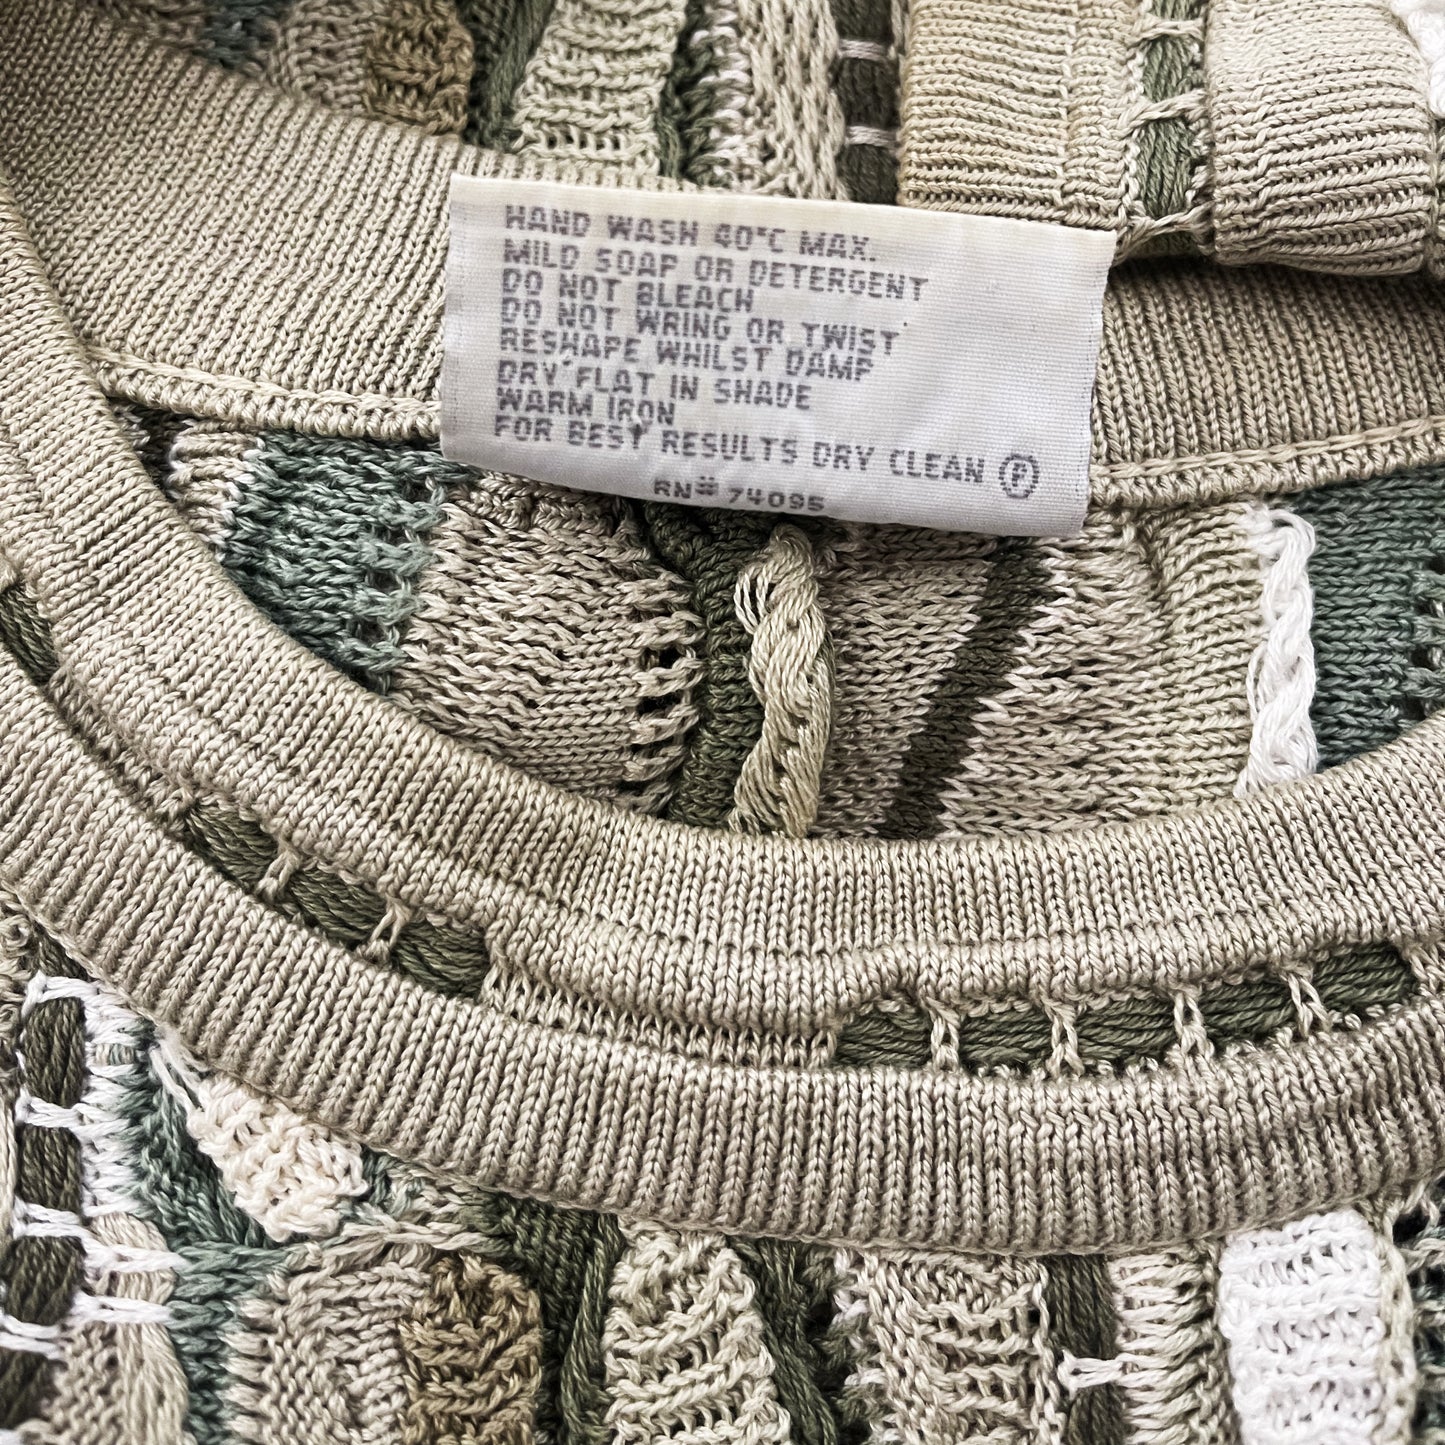 HAND WASH 40°C MAX.
MILD SOAP OR DETERGENT
DO NOT BLEACH
DO NOT WRING OR TWIST
RESHAPE WHILST DAMP
DRY FLAT IN SHADE
WARM IRON
FOR BEST RESULTS DRY CLEAN Ⓟ
RN# 74095